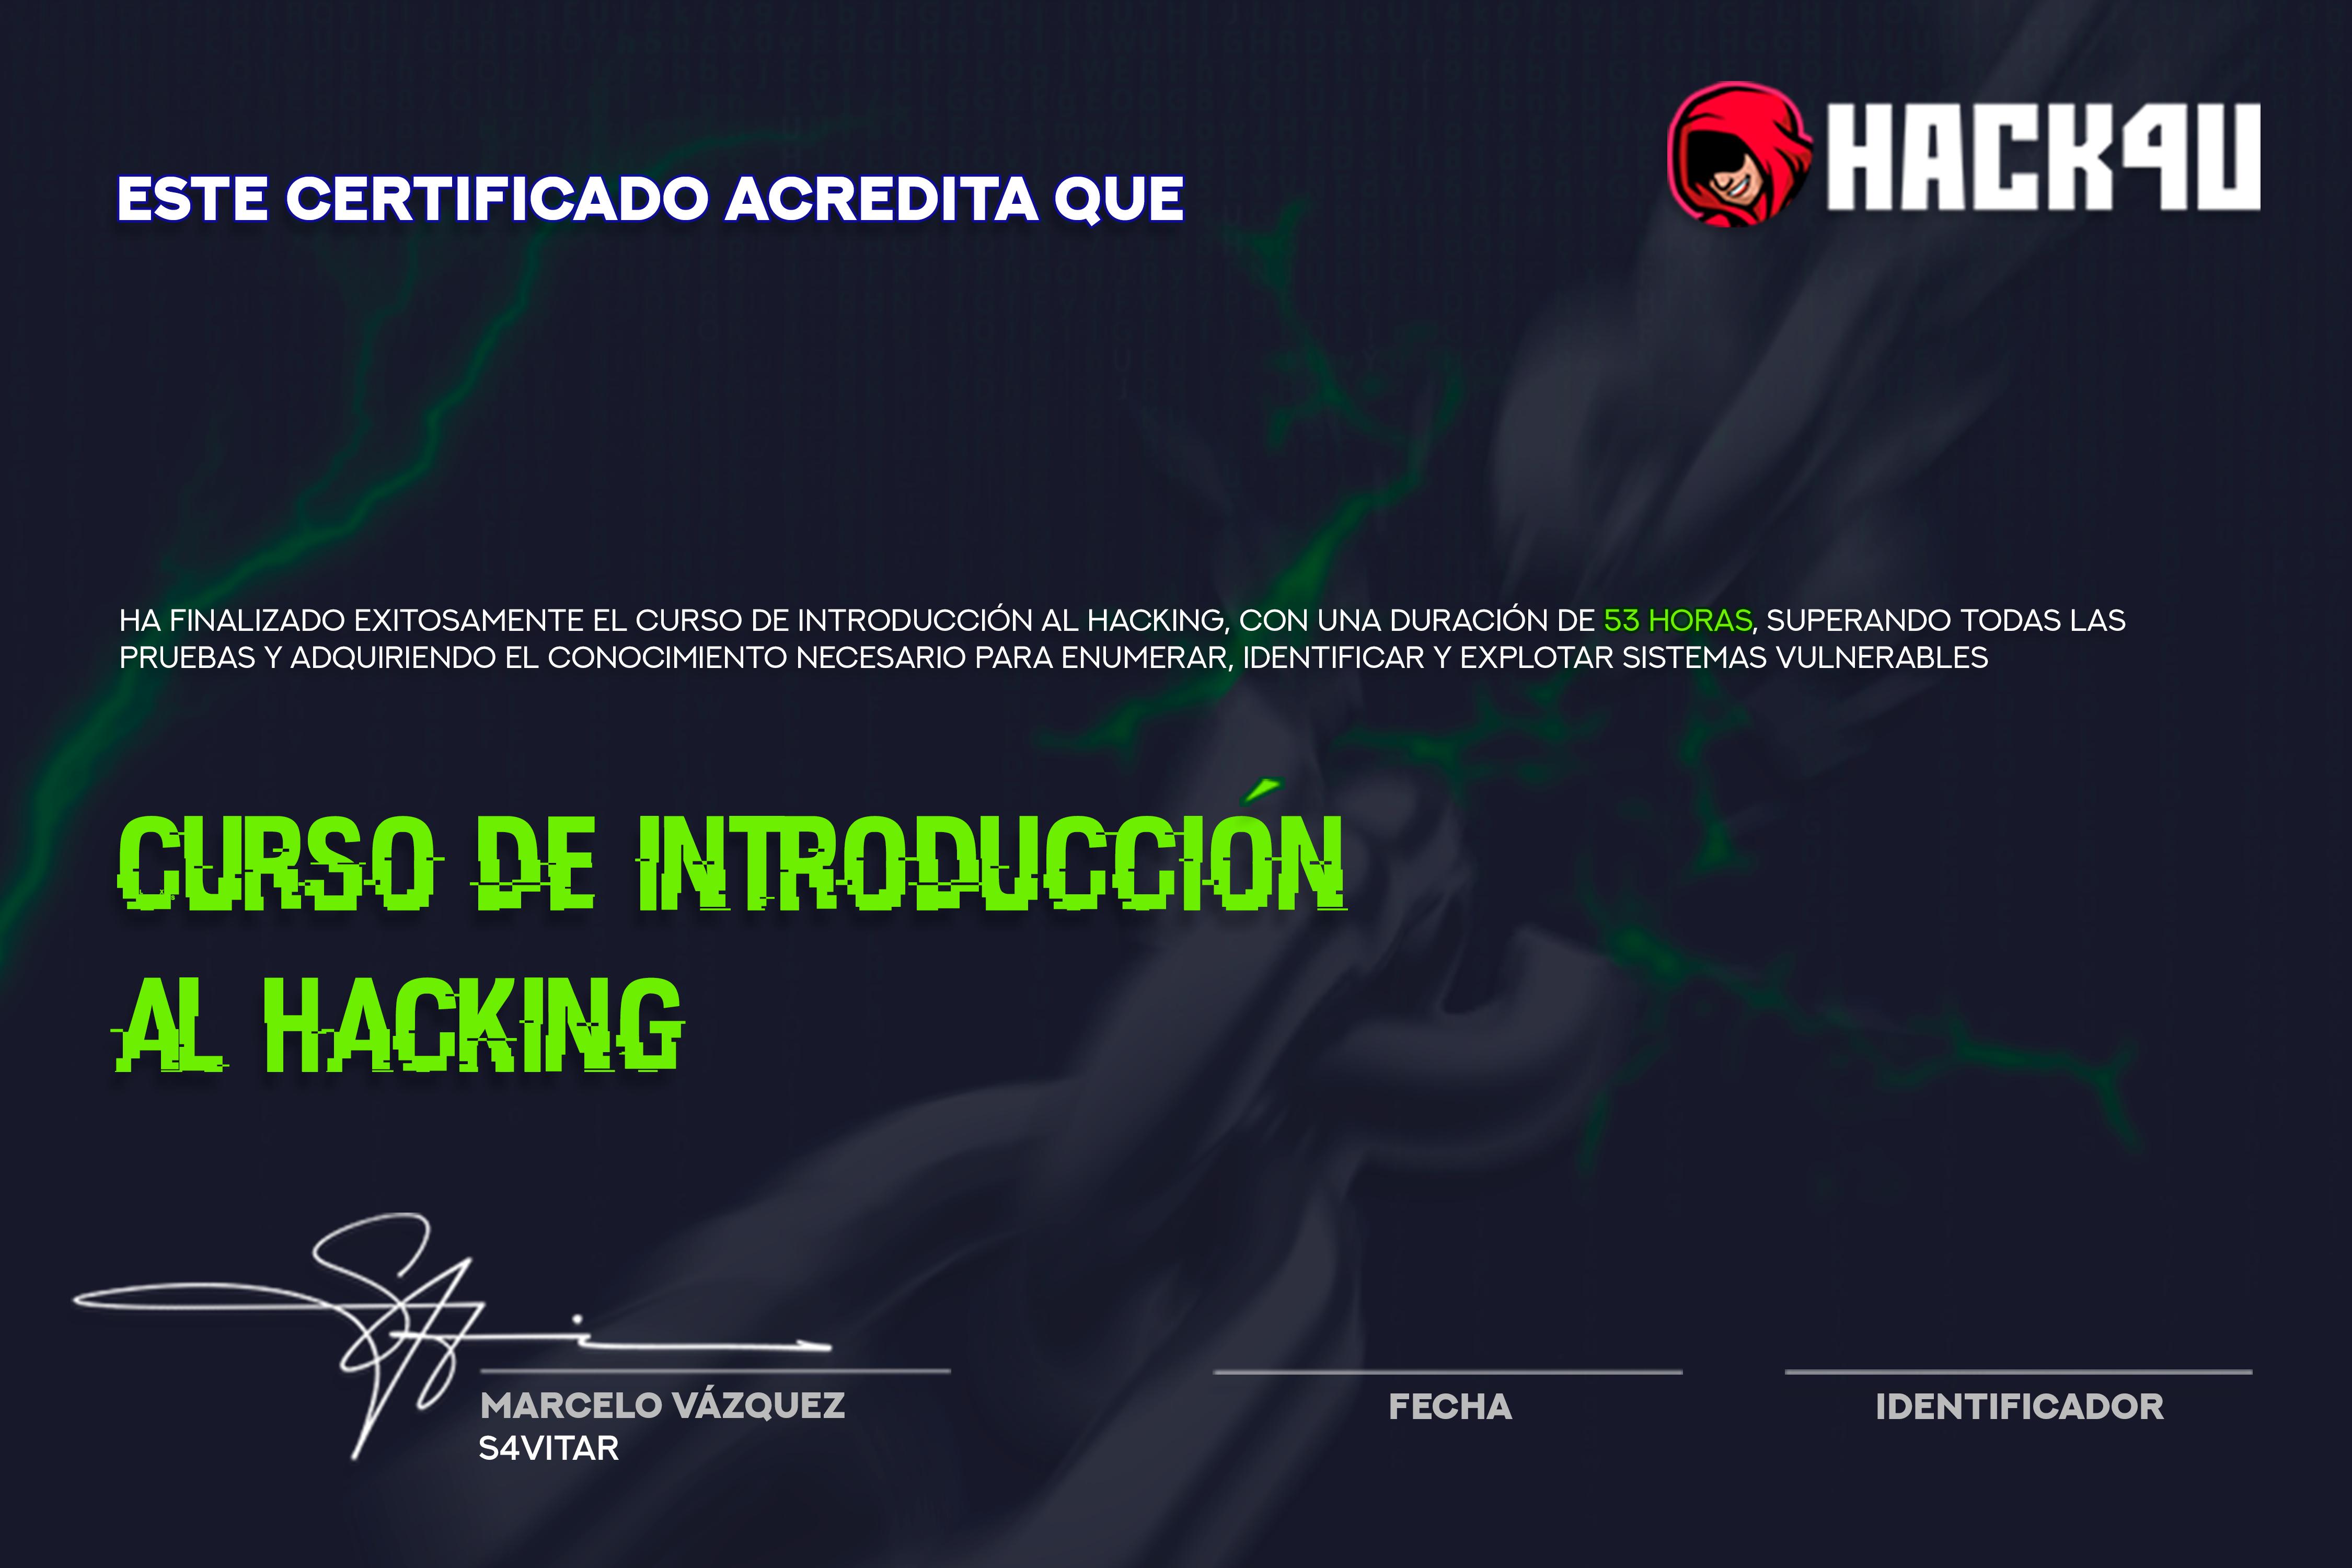 HACK4U
ESTE CERTIFICADO ACREDITA QUE
HA FINALIZADO EXITOSAMENTE EL CURSO DE INTRODUCCIÓN AL HACKING, CON UNA DURACIÓN DE 53 HORAS, SUPERANDO TODAS LAS
PRUEBAS Y ADQUIRIENDO EL CONOCIMIENTO NECESARIO PARA ENUMERAR, IDENTIFICAR Y EXPLOTAR SISTEMAS VULNERABLES
CURSO DE INTRODUCCIÓN
AL HACKING
MARCELO VÁZQUEZ
S4VITAR
FECHA
IDENTIFICADOR